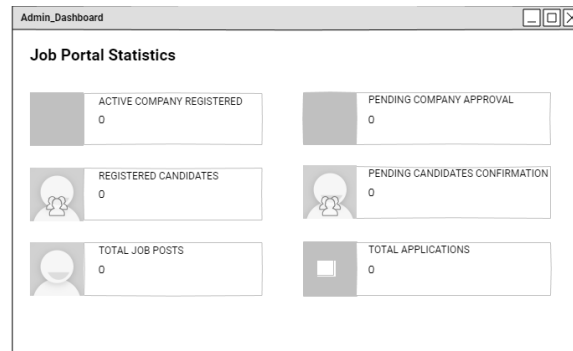 Admin_Dashboard
Job Portal Statistics
ACTIVE COMPANY REGISTERED
0
PENDING COMPANY APPROVAL
0
REGISTERED CANDIDATES
0
PENDING CANDIDATES CONFIRMATION
0
TOTAL JOB POSTS
0
TOTAL APPLICATIONS
0